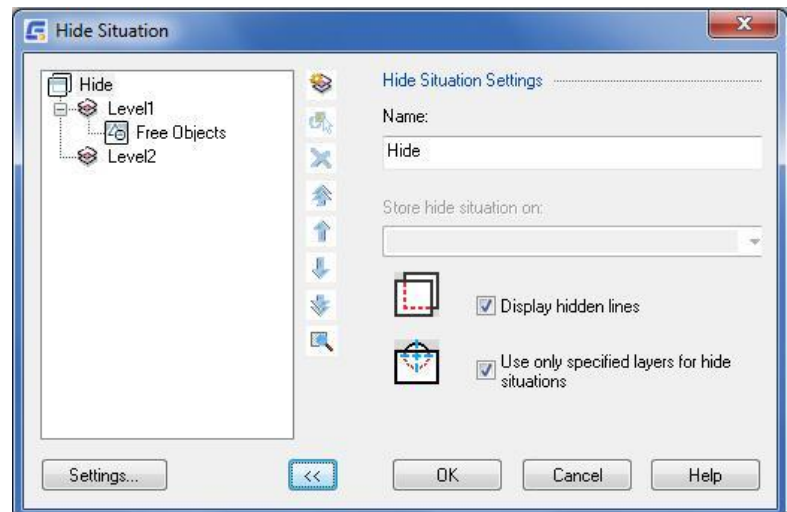 Hide Situation
Hide
Level1
Free Objects
Level2
Hide Situation Settings
Name:
Hide
Store hide situation on:
Display hidden lines
Use only specified layers for hide
situations
Settings...
<<
OK
Cancel
Help